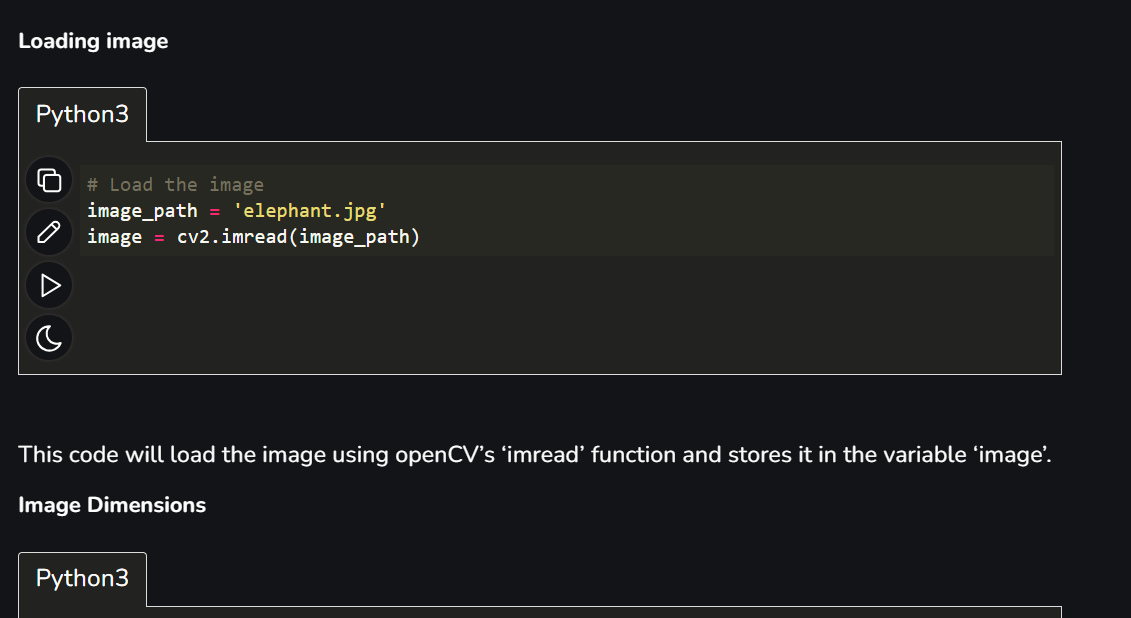 Loading image
Python3
# Load the image
image_path = 'elephant.jpg'
image = cv2.imread(image_path)
This code will load the image using openCV’s ‘imread’ function and stores it in the variable ‘image’.
Image Dimensions
Python3